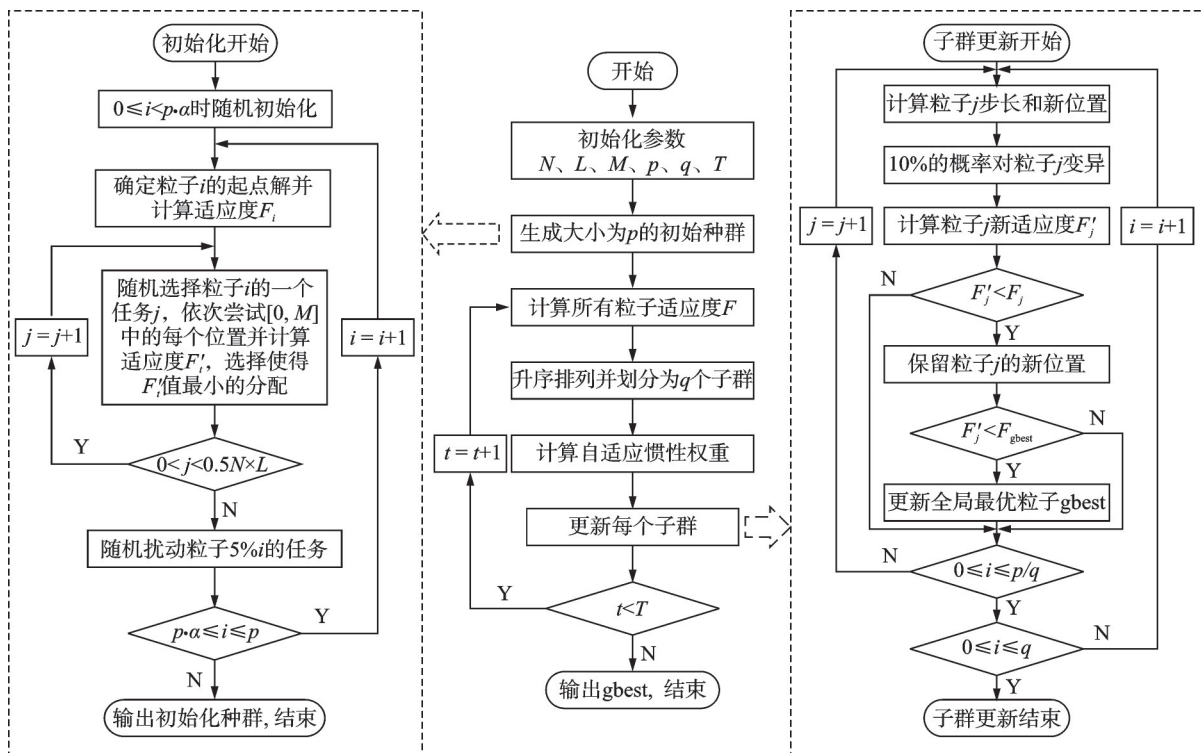 初始化开始
0≤i<p•α时随机初始化
确定粒子i的起点解并
计算适应度Fᵢ
随机选择粒子i的一个
任务j，依次尝试[0, M]
中的每个位置并计算
适应度F′ᵢ，选择使得
F′ᵢ值最小的分配
j = j+1
i = i+1
Y
0< j<0.5N×L
N
随机扰动粒子5%i的任务
Y
p•α≤i≤p
N
输出初始化种群, 结束
开始
初始化参数
N、L、M、p、q、T
生成大小为p的初始种群
计算所有粒子适应度F
升序排列并划分为q个子群
t = t+1
计算自适应惯性权重
更新每个子群
Y
t<T
N
输出gbest, 结束
子群更新开始
计算粒子j步长和新位置
10%的概率对粒子j变异
j = j+1
计算粒子j新适应度F′ⱼ
i = i+1
N
F′ⱼ<Fⱼ
Y
保留粒子j的新位置
N
F′ⱼ<F_gbest
Y
更新全局最优粒子gbest
N
0≤i≤p/q
Y
N
0≤i≤q
Y
子群更新结束